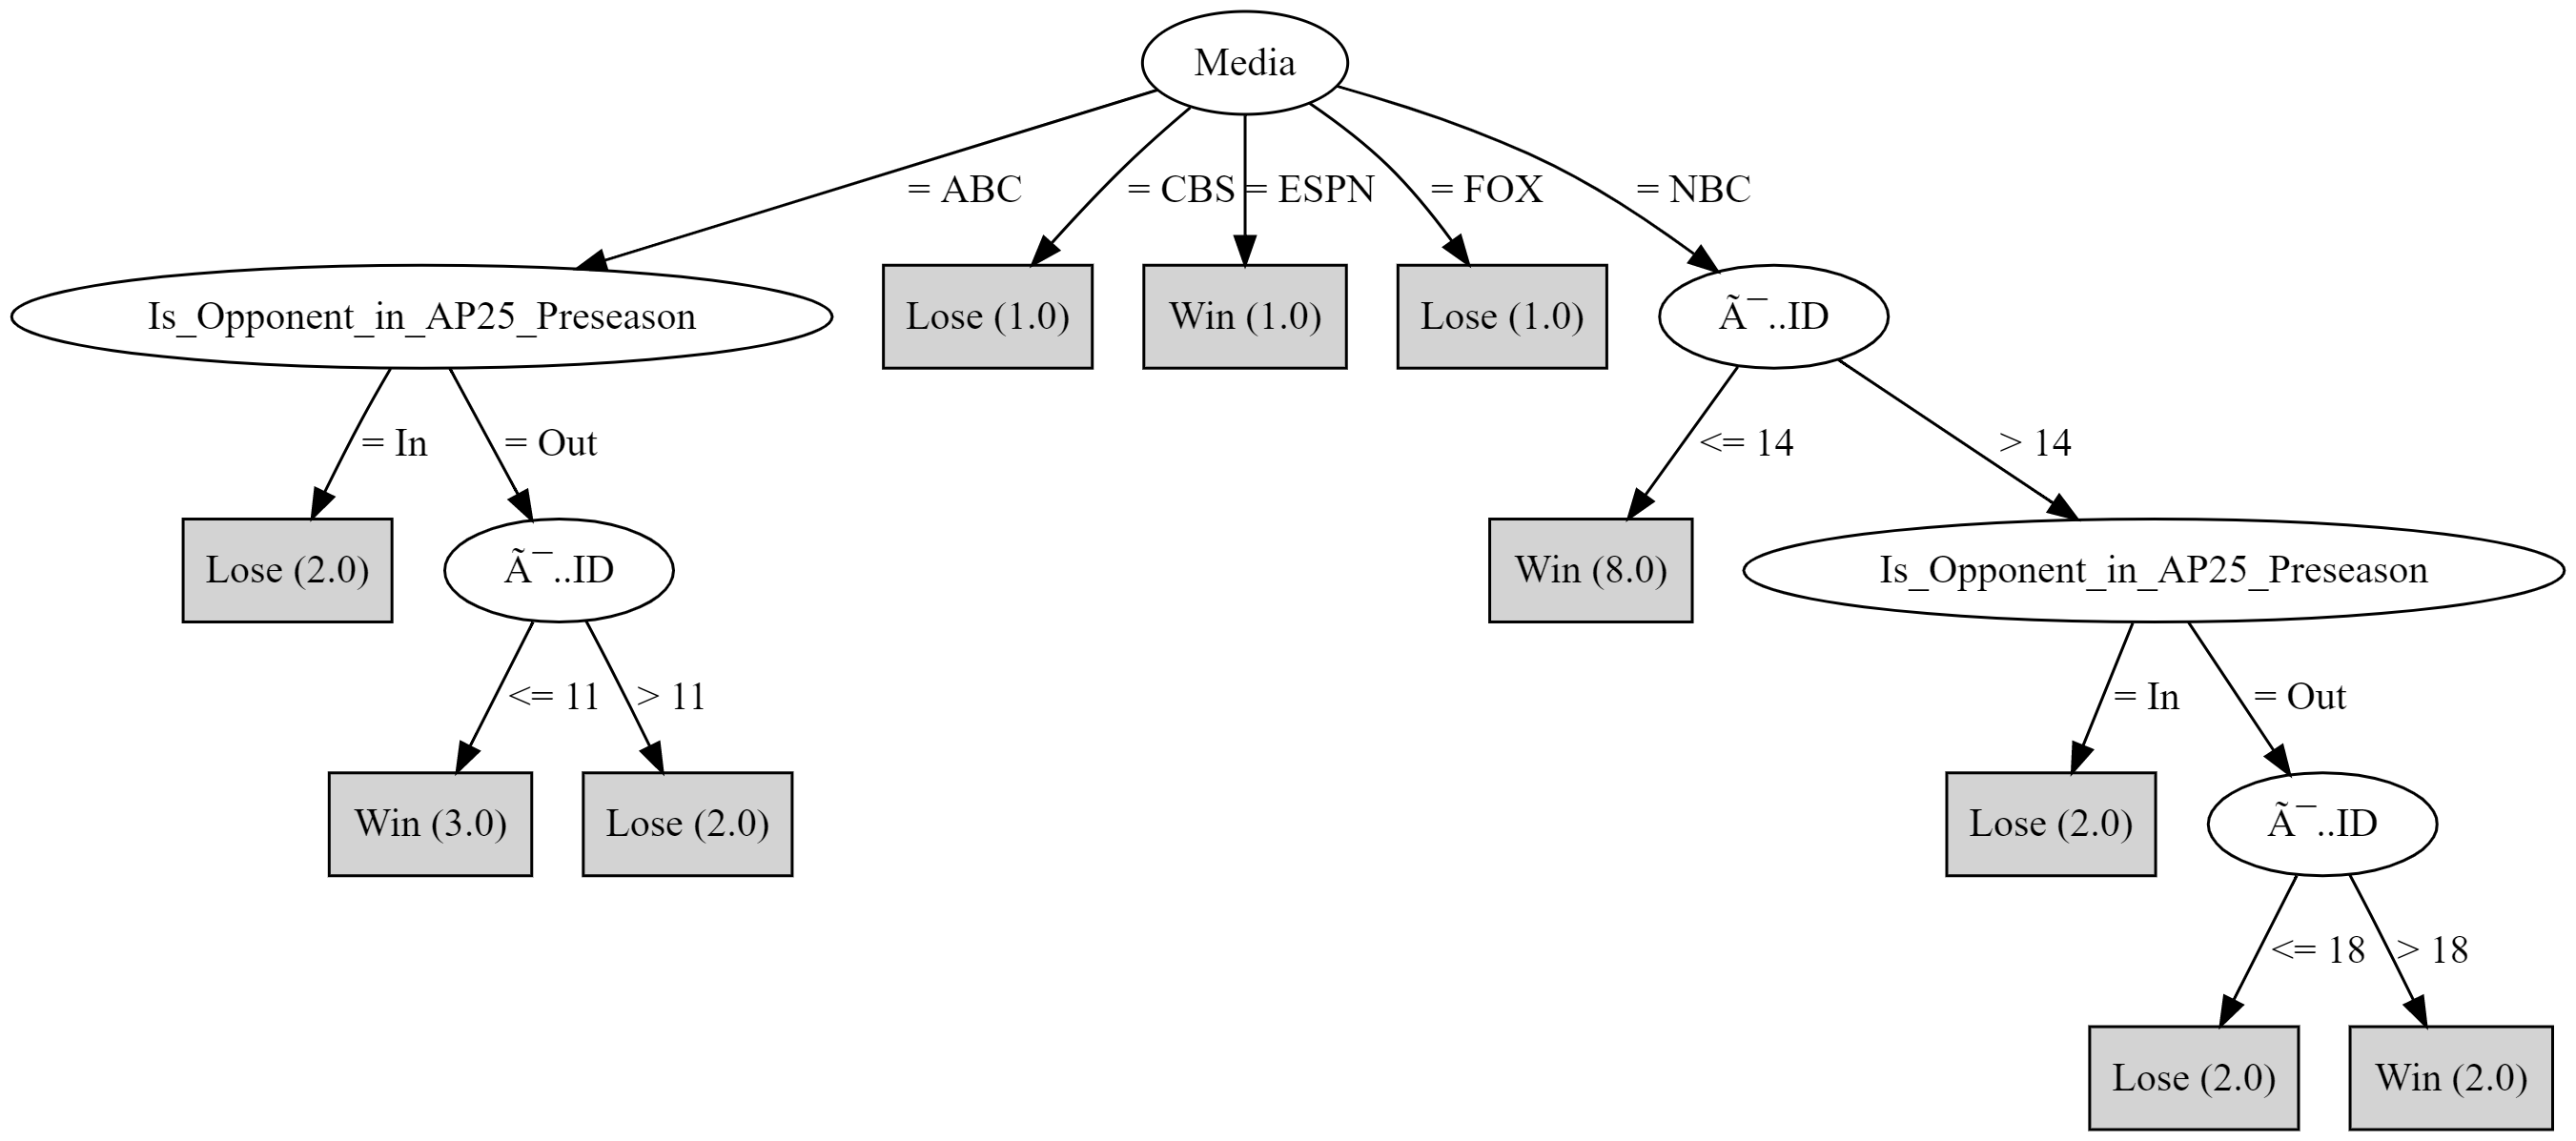 Media
= ABC
= CBS
= ESPN
= FOX
= NBC
Is_Opponent_in_AP25_Preseason
Lose (1.0)
Win (1.0)
Lose (1.0)
Ã¯..ID
= In
= Out
<= 14
> 14
Lose (2.0)
Ã¯..ID
Win (8.0)
Is_Opponent_in_AP25_Preseason
<= 11
> 11
= In
= Out
Win (3.0)
Lose (2.0)
Lose (2.0)
Ã¯..ID
<= 18
> 18
Lose (2.0)
Win (2.0)